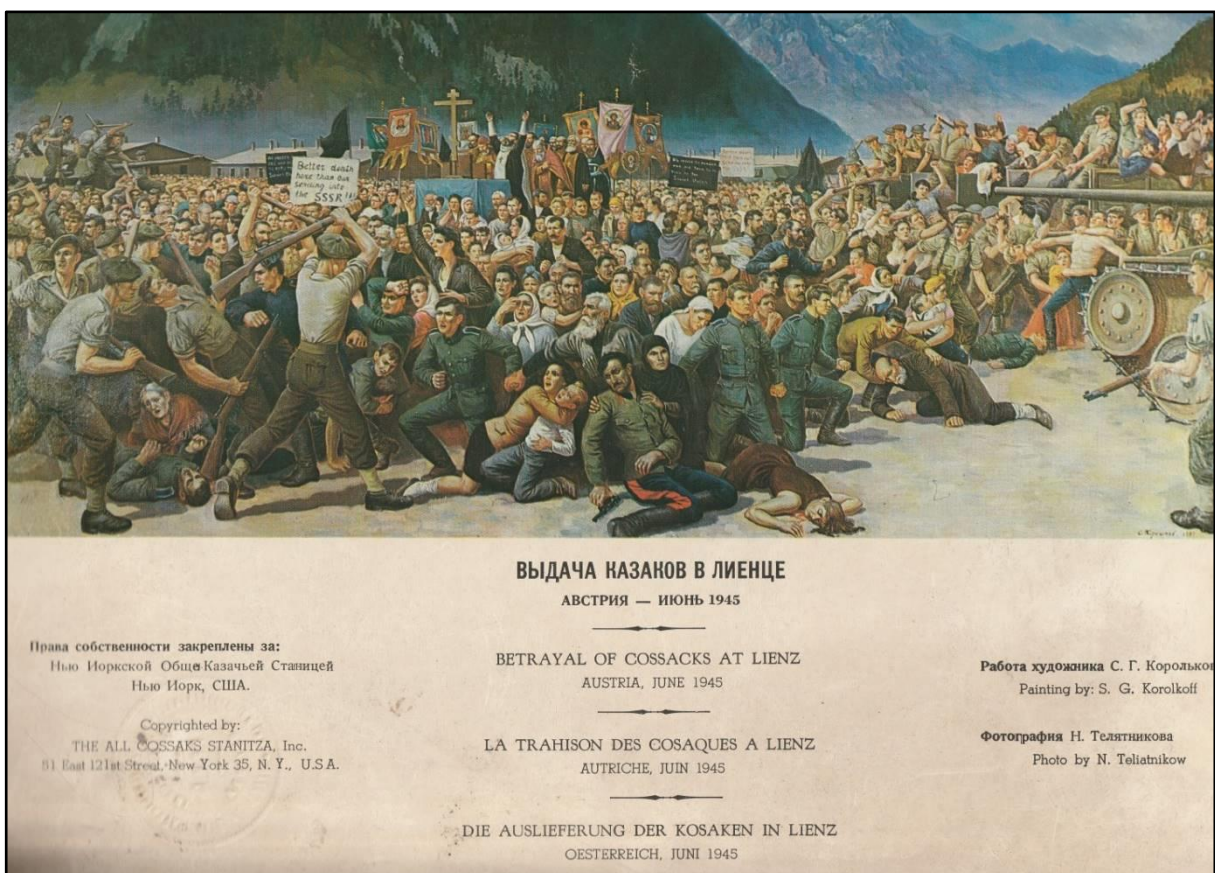 Better death
here than our
sending into
the SSSR!!!
ВЫДАЧА КАЗАКОВ В ЛИЕНЦЕ
АВСТРИЯ — ИЮНЬ 1945
BETRAYAL OF COSSACKS AT LIENZ
AUSTRIA, JUNE 1945
LA TRAHISON DES COSAQUES A LIENZ
AUTRICHE, JUIN 1945
DIE AUSLIEFERUNG DER KOSAKEN IN LIENZ
OESTERREICH, JUNI 1945
Права собственности закреплены за:
Нью Иоркской Обще Казачьей Станицей
Нью Иорк, США.
Copyrighted by:
THE ALL COSSAKS STANITZA, Inc.
51 East 121st Street, New York 35, N. Y., U.S.A.
Работа художника С. Г. Корольков
Painting by: S. G. Korolkoff
Фотография Н. Телятникова
Photo by N. Teliatnikow